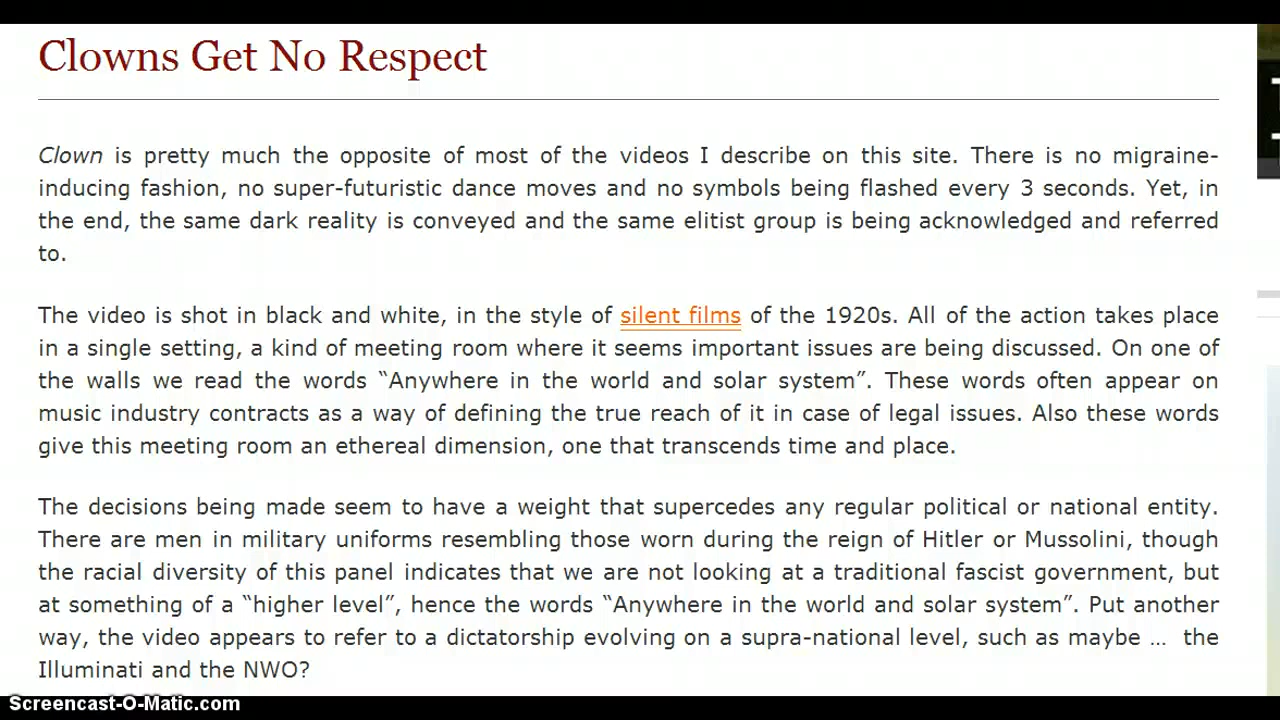 Clowns Get No Respect
Clown is pretty much the opposite of most of the videos I describe on this site. There is no migraine-
inducing fashion, no super-futuristic dance moves and no symbols being flashed every 3 seconds. Yet, in
the end, the same dark reality is conveyed and the same elitist group is being acknowledged and referred
to.
The video is shot in black and white, in the style of silent films of the 1920s. All of the action takes place
in a single setting, a kind of meeting room where it seems important issues are being discussed. On one of
the walls we read the words “Anywhere in the world and solar system”. These words often appear on
music industry contracts as a way of defining the true reach of it in case of legal issues. Also these words
give this meeting room an ethereal dimension, one that transcends time and place.
The decisions being made seem to have a weight that supercedes any regular political or national entity.
There are men in military uniforms resembling those worn during the reign of Hitler or Mussolini, though
the racial diversity of this panel indicates that we are not looking at a traditional fascist government, but
at something of a “higher level”, hence the words “Anywhere in the world and solar system”. Put another
way, the video appears to refer to a dictatorship evolving on a supra-national level, such as maybe … the
Illuminati and the NWO?
Screencast-O-Matic.com